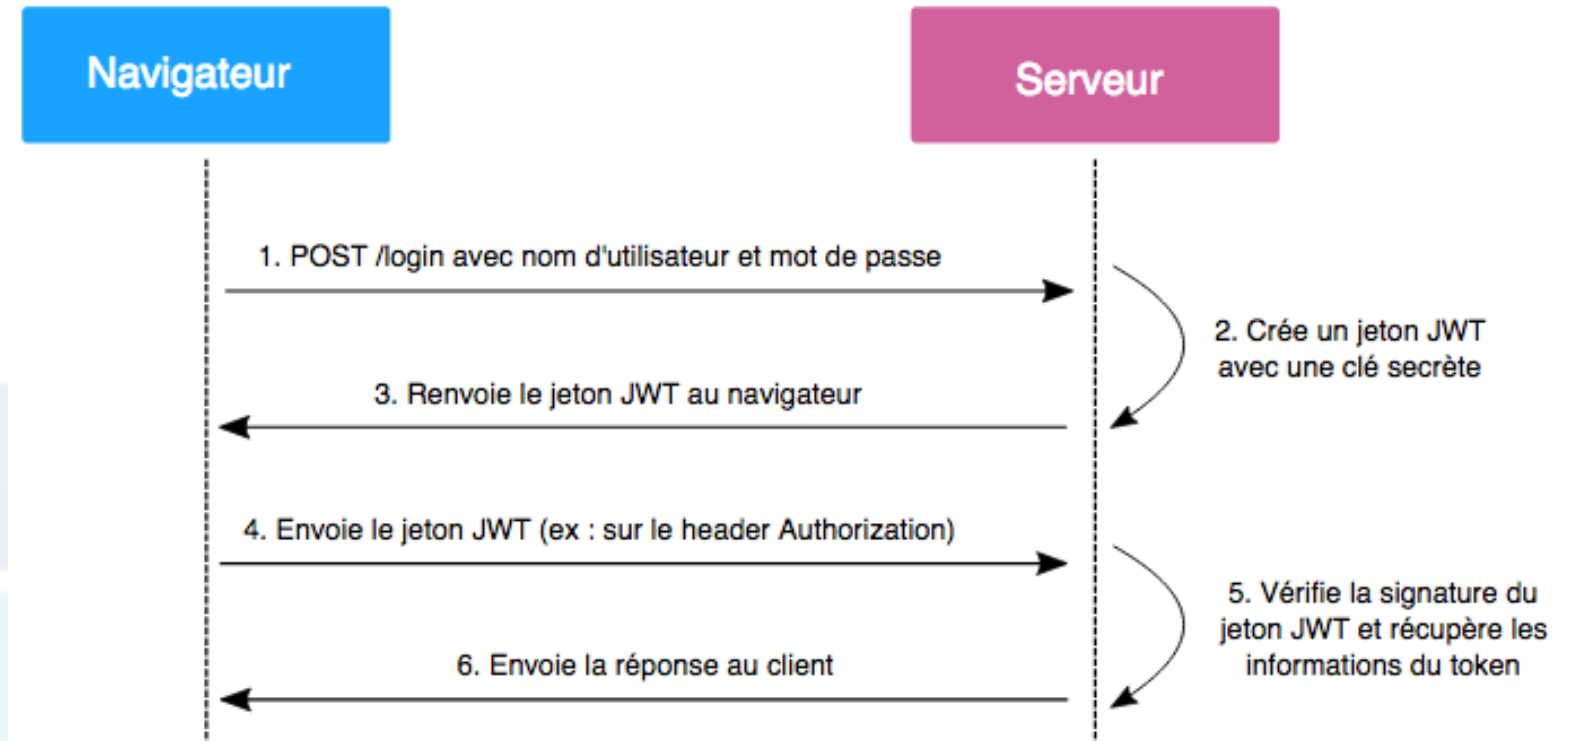 Navigateur
Serveur
1. POST /login avec nom d'utilisateur et mot de passe
2. Crée un jeton JWT
avec une clé secrète
3. Renvoie le jeton JWT au navigateur
4. Envoie le jeton JWT (ex : sur le header Authorization)
5. Vérifie la signature du
jeton JWT et récupère les
informations du token
6. Envoie la réponse au client